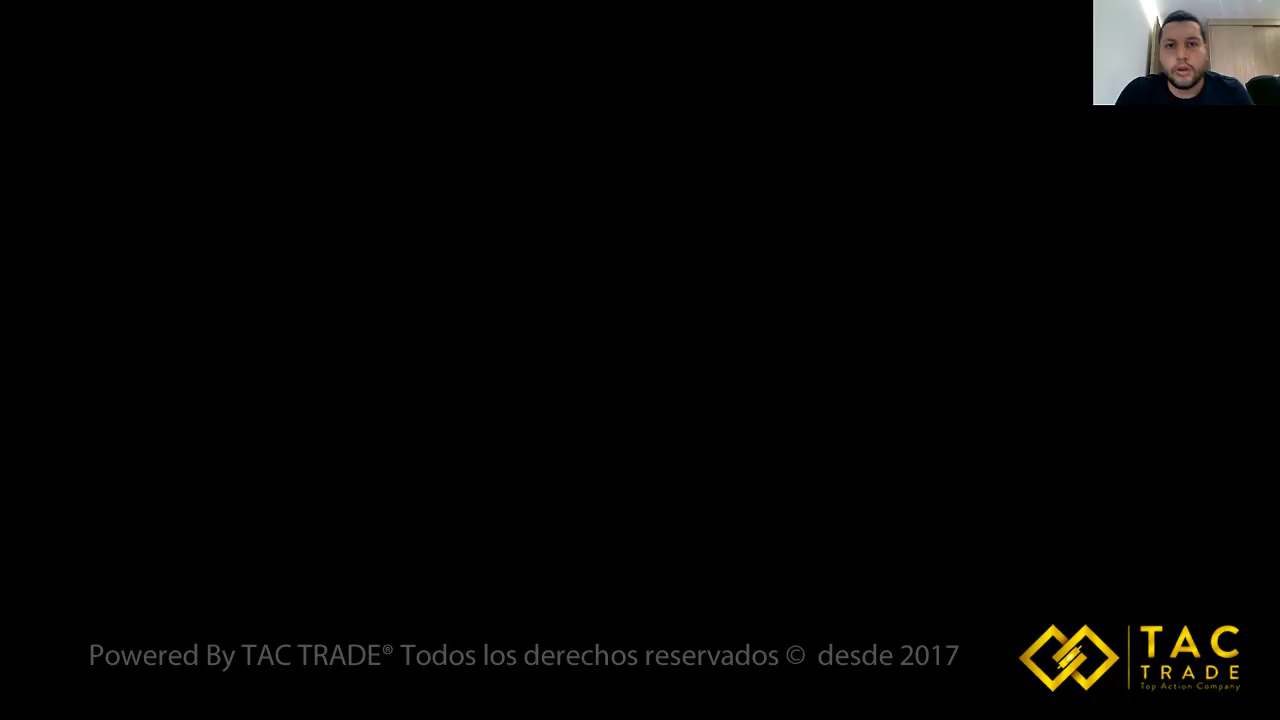 Powered By TAC TRADE® Todos los derechos reservados © desde 2017
TAC
TRADE
Top Action Company